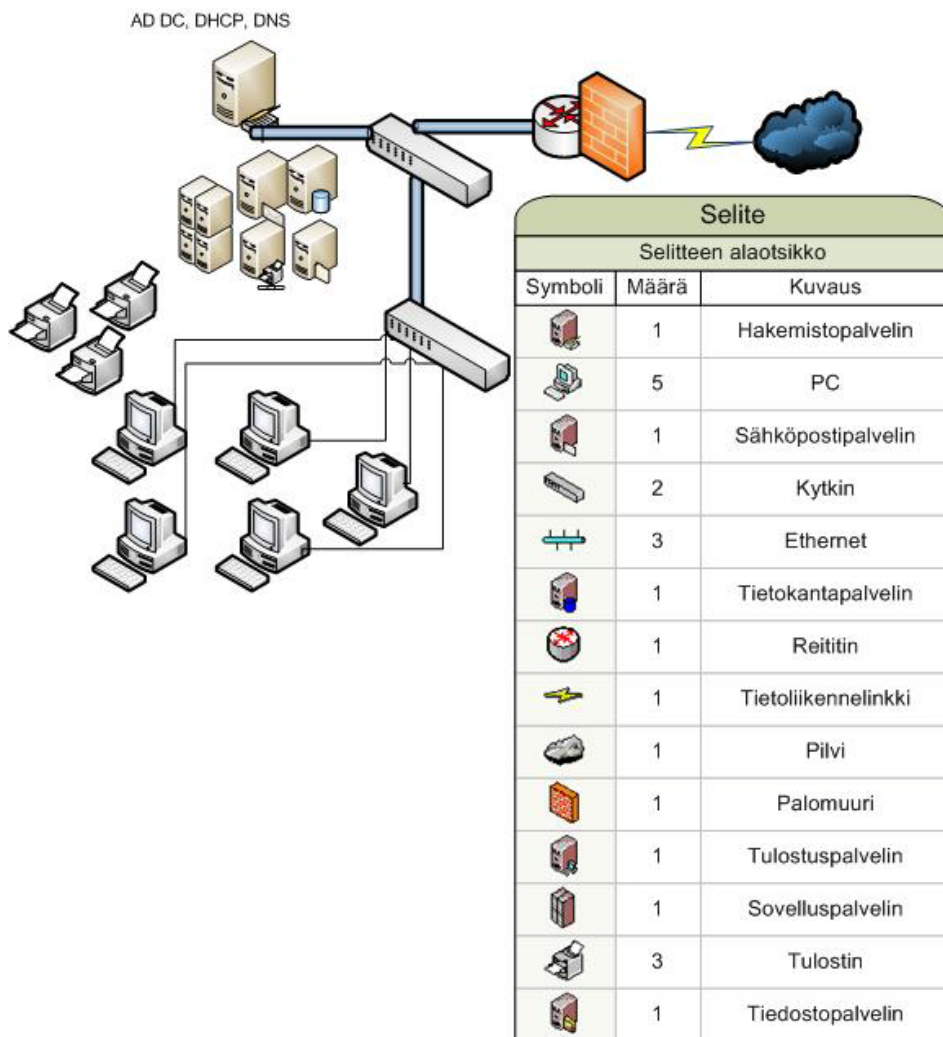 AD DC, DHCP, DNS
Selite
Selitteen alaotsikko
Symboli Määrä Kuvaus
1 Hakemistopalvelin
5 PC
1 Sähköpostipalvelin
2 Kytkin
3 Ethernet
1 Tietokantapalvelin
1 Reititin
1 Tietoliikennelinkki
1 Pilvi
1 Palomuuri
1 Tulostuspalvelin
1 Sovelluspalvelin
3 Tulostin
1 Tiedostopalvelin